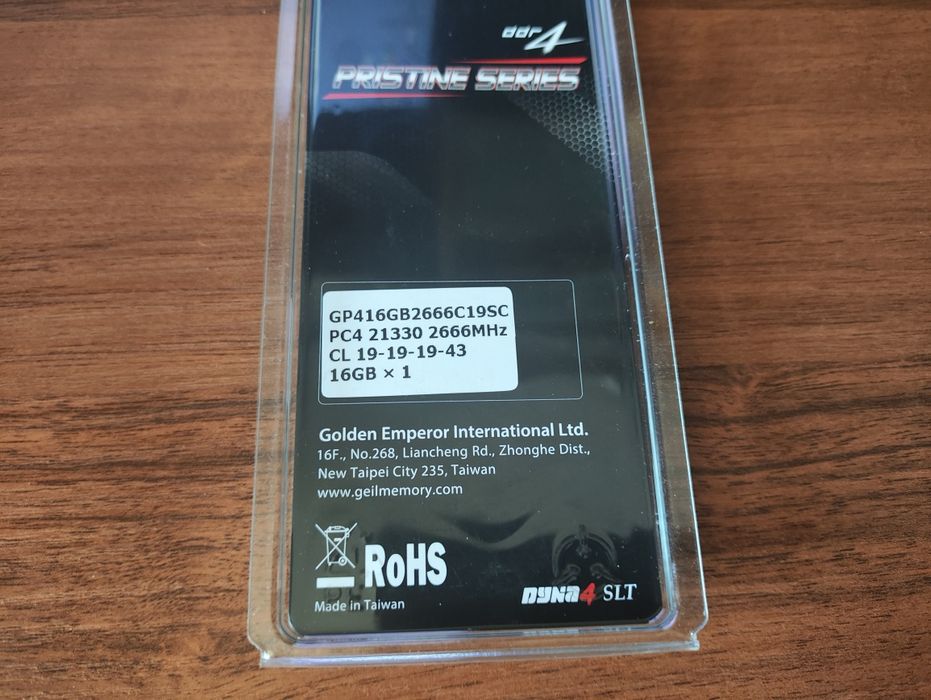 ddr4
PRISTINE SERIES
GP416GB2666C19SC
PC4 21330 2666MHz
CL 19-19-19-43
16GB × 1
Golden Emperor International Ltd.
16F., No.268, Liancheng Rd., Zhonghe Dist.,
New Taipei City 235, Taiwan
www.geilmemory.com
RoHS
Made in Taiwan
DYNA4 SLT